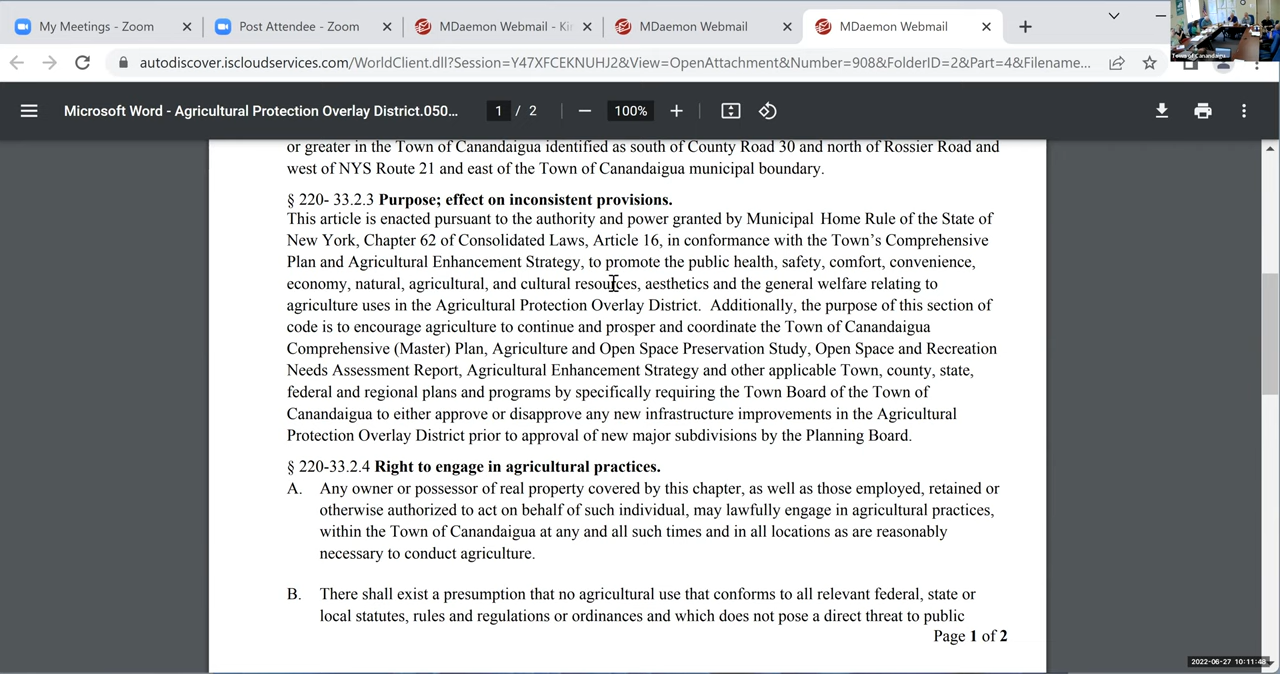 My Meetings - Zoom
Post Attendee - Zoom
MDaemon Webmail - Kir
MDaemon Webmail
MDaemon Webmail
autodiscover.iscloudservices.com/WorldClient.dll?Session=Y47XFCEKNUHJ2&View=OpenAttachment&Number=908&FolderID=2&Part=4&Filename...
Town of Canandaigua
Microsoft Word - Agricultural Protection Overlay District.050...
1 / 2
100%
or greater in the Town of Canandaigua identified as south of County Road 30 and north of Rossier Road and
west of NYS Route 21 and east of the Town of Canandaigua municipal boundary.
§ 220- 33.2.3 Purpose; effect on inconsistent provisions.
This article is enacted pursuant to the authority and power granted by Municipal Home Rule of the State of
New York, Chapter 62 of Consolidated Laws, Article 16, in conformance with the Town's Comprehensive
Plan and Agricultural Enhancement Strategy, to promote the public health, safety, comfort, convenience,
economy, natural, agricultural, and cultural resources, aesthetics and the general welfare relating to
agriculture uses in the Agricultural Protection Overlay District. Additionally, the purpose of this section of
code is to encourage agriculture to continue and prosper and coordinate the Town of Canandaigua
Comprehensive (Master) Plan, Agriculture and Open Space Preservation Study, Open Space and Recreation
Needs Assessment Report, Agricultural Enhancement Strategy and other applicable Town, county, state,
federal and regional plans and programs by specifically requiring the Town Board of the Town of
Canandaigua to either approve or disapprove any new infrastructure improvements in the Agricultural
Protection Overlay District prior to approval of new major subdivisions by the Planning Board.
§ 220-33.2.4 Right to engage in agricultural practices.
A. Any owner or possessor of real property covered by this chapter, as well as those employed, retained or
otherwise authorized to act on behalf of such individual, may lawfully engage in agricultural practices,
within the Town of Canandaigua at any and all such times and in all locations as are reasonably
necessary to conduct agriculture.
B. There shall exist a presumption that no agricultural use that conforms to all relevant federal, state or
local statutes, rules and regulations or ordinances and which does not pose a direct threat to public
Page 1 of 2
2022-06-27 10:11:48